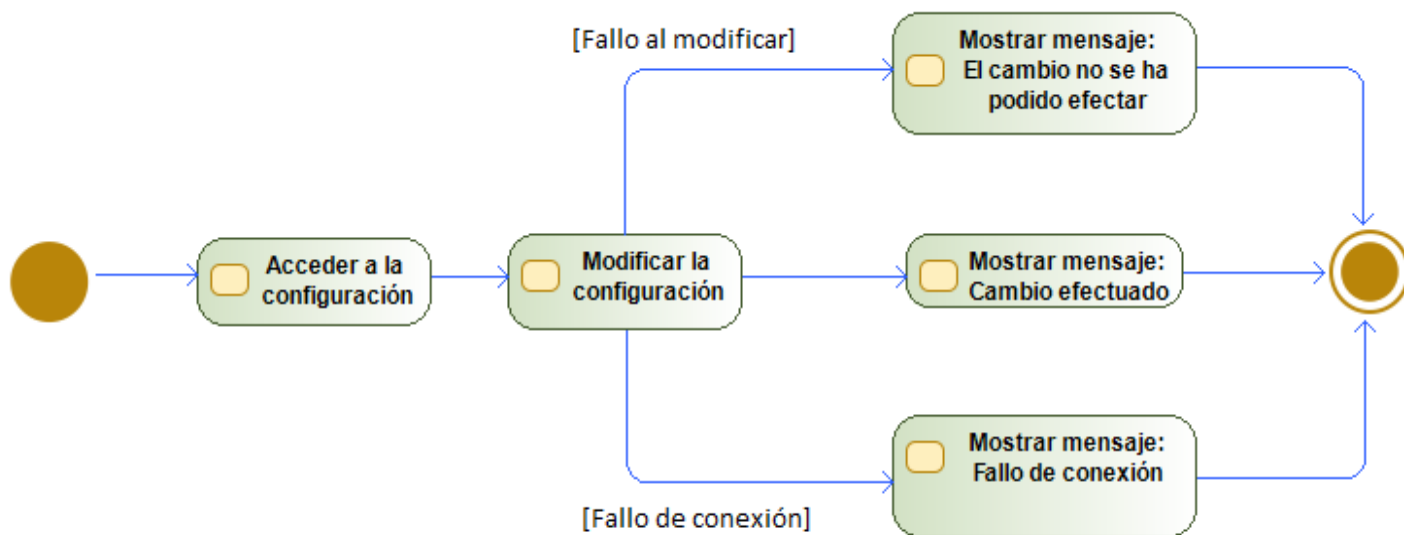 [Fallo al modificar]
Mostrar mensaje:
El cambio no se ha
podido efectar
Acceder a la
configuración
Modificar la
configuración
Mostrar mensaje:
Cambio efectuado
Mostrar mensaje:
Fallo de conexión
[Fallo de conexión]